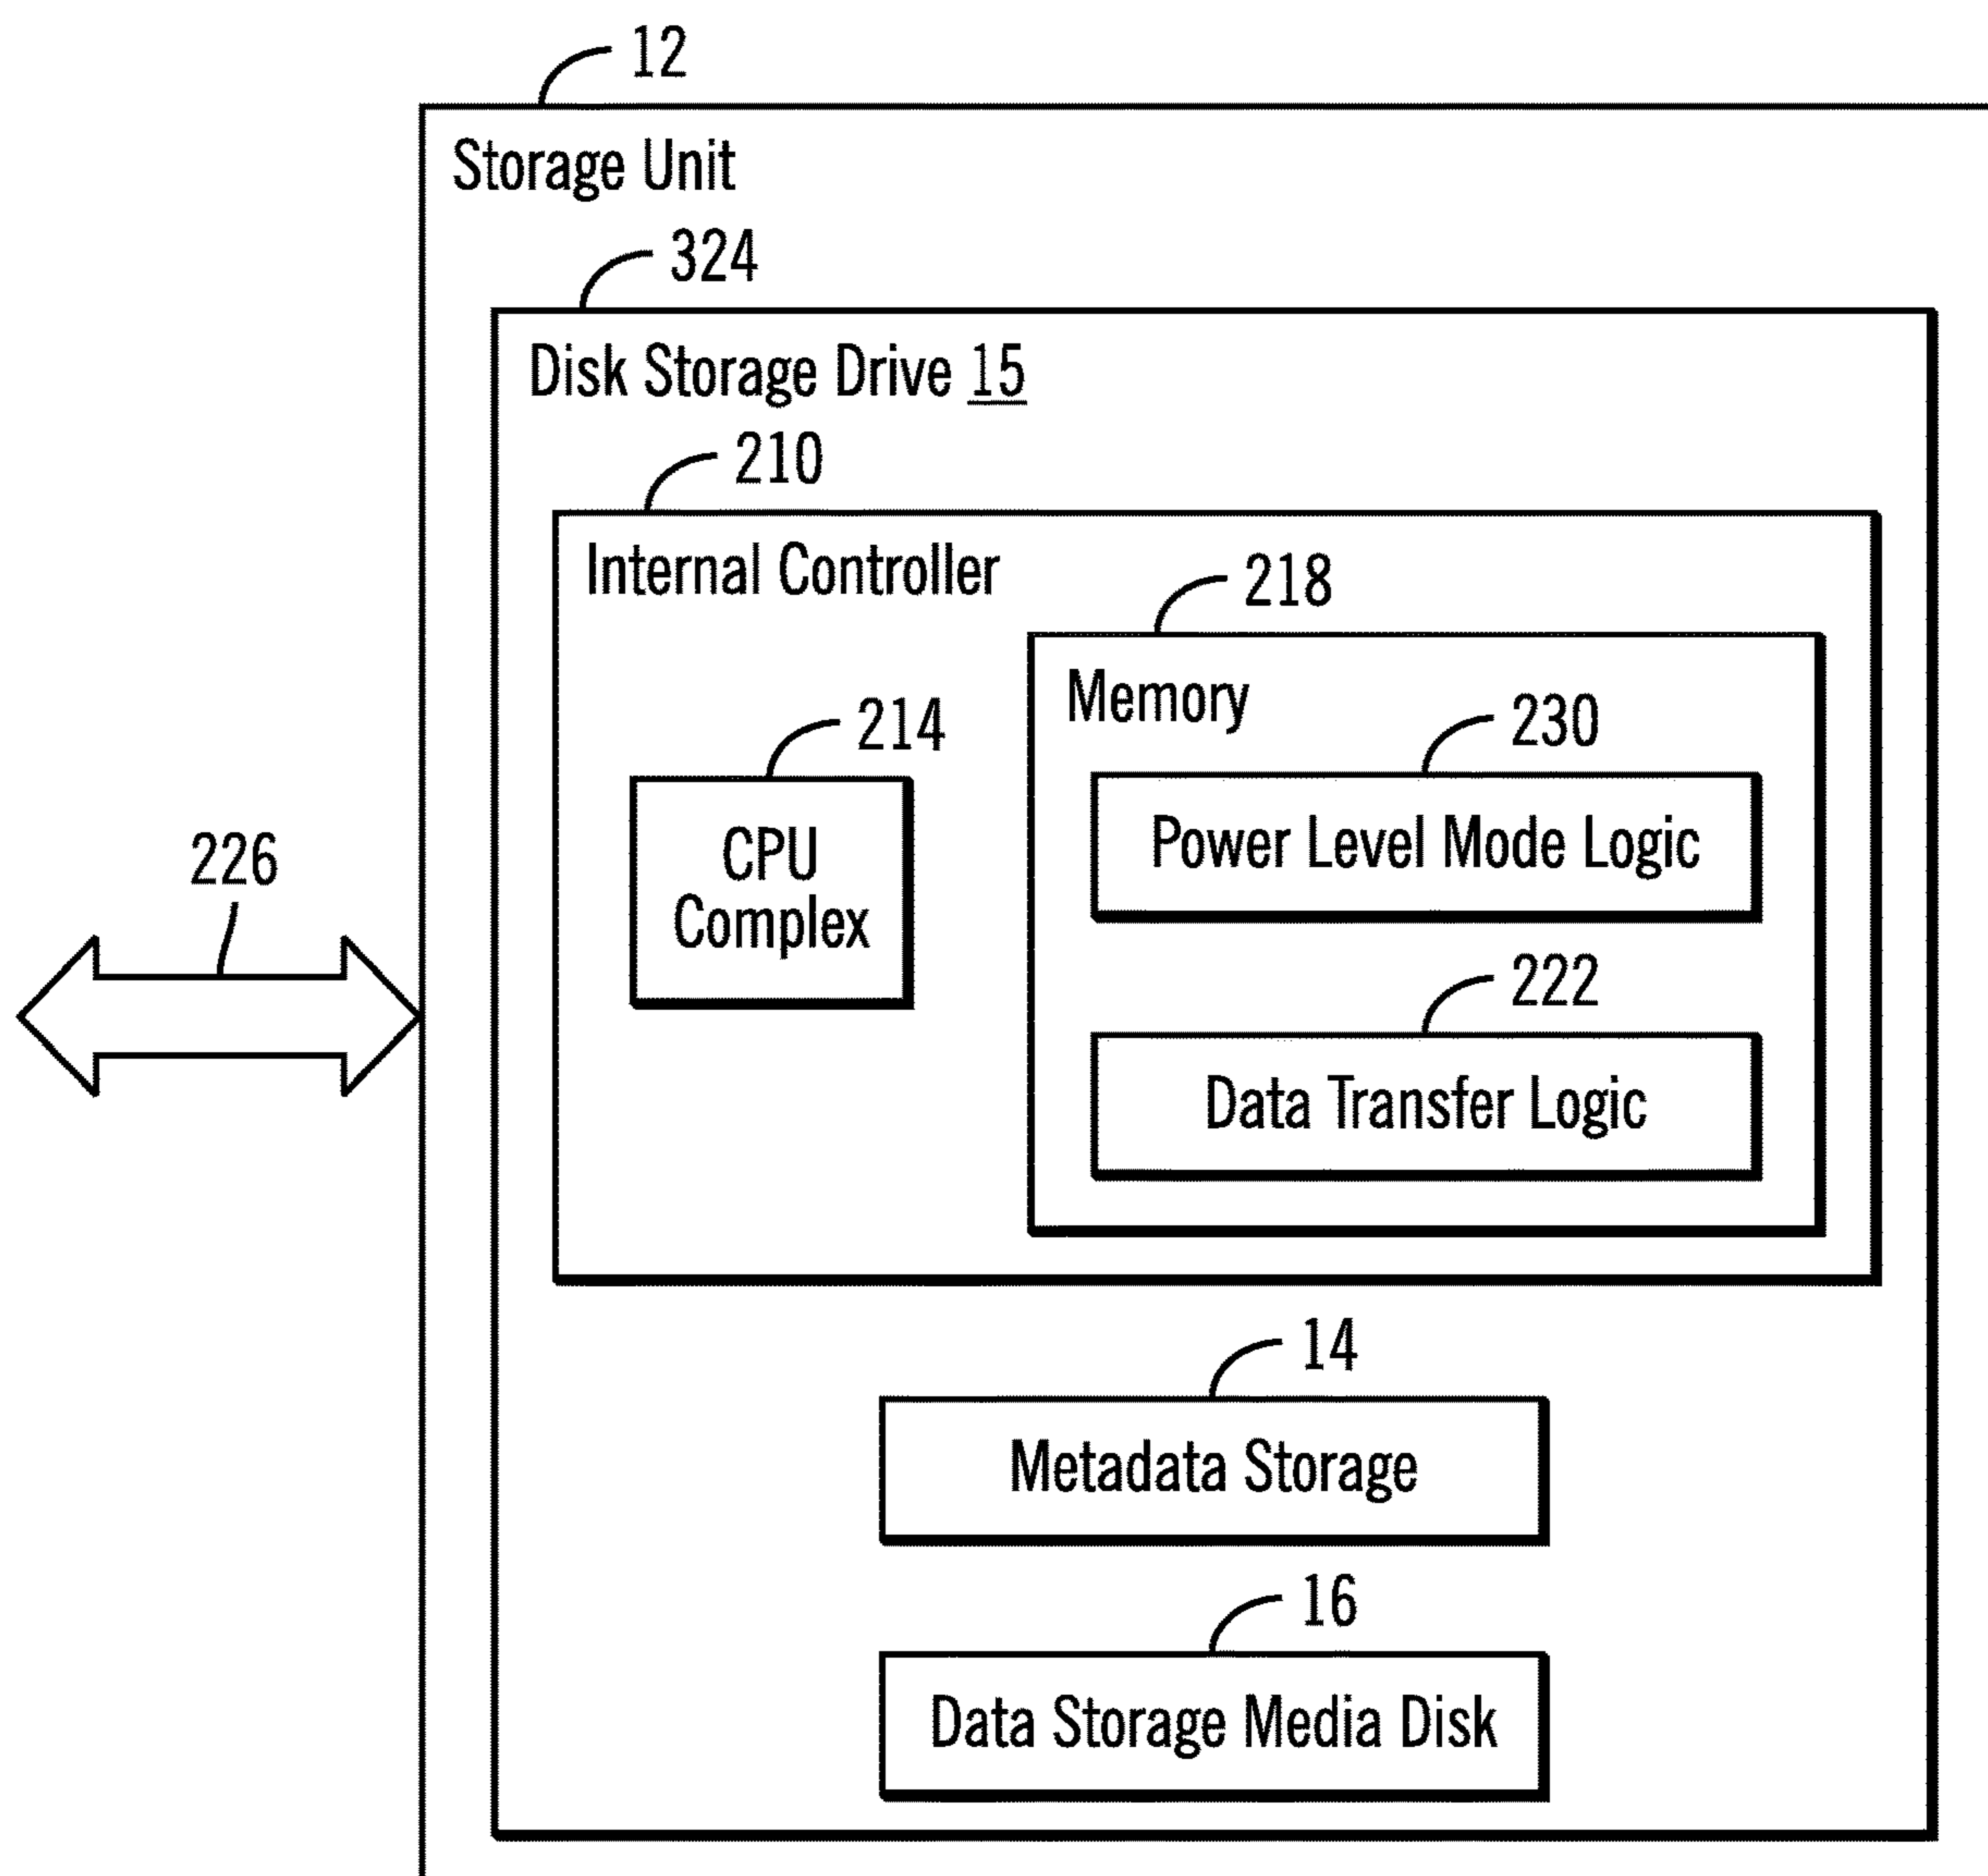 12
Storage Unit
324
Disk Storage Drive 15
210
Internal Controller
218
Memory
214
230
CPU
Complex
Power Level Mode Logic
226
222
Data Transfer Logic
14
Metadata Storage
16
Data Storage Media Disk